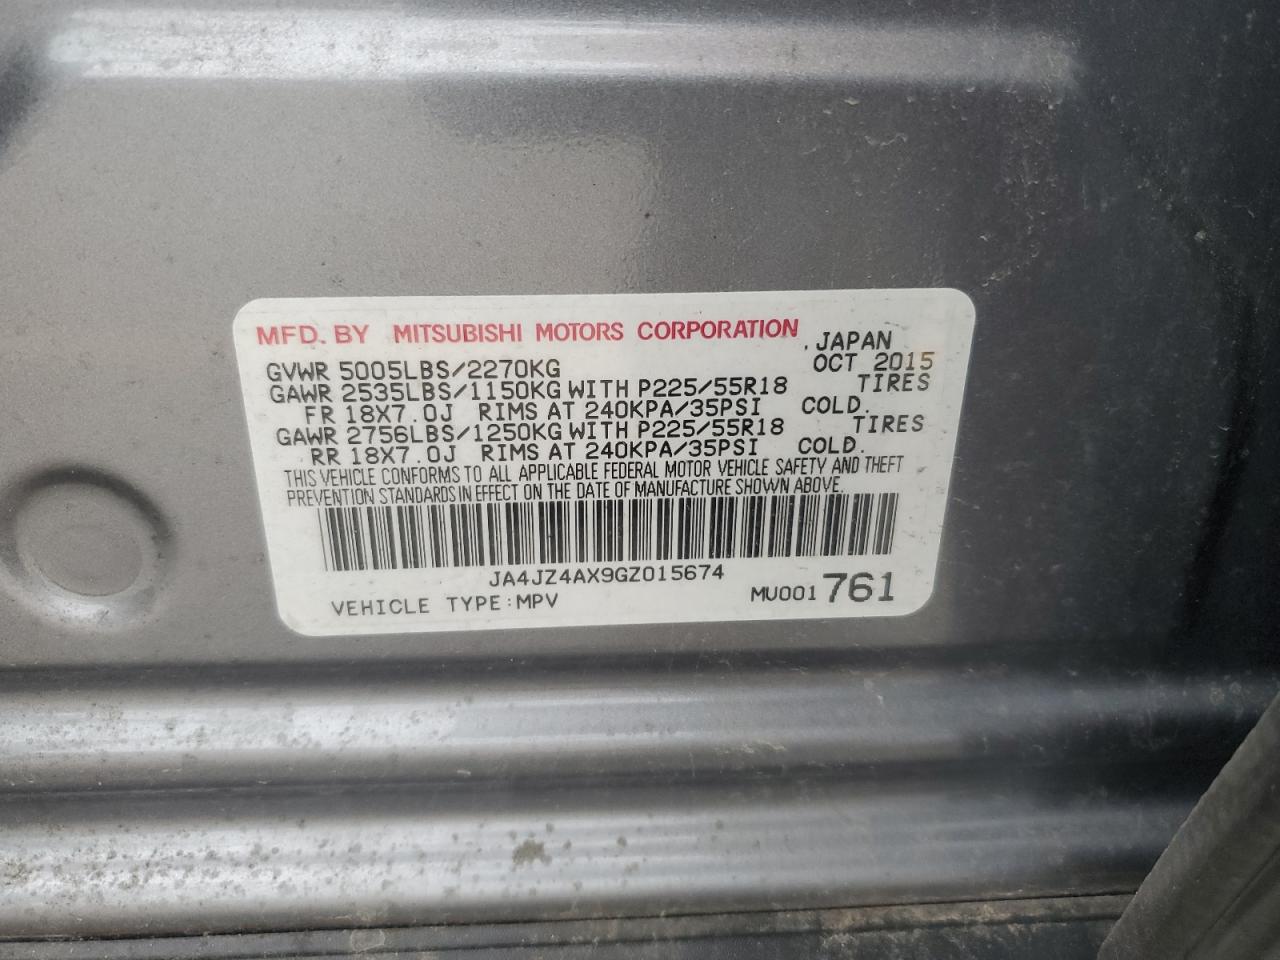 MFD. BY MITSUBISHI MOTORS CORPORATION , JAPAN
GVWR 5005LBS/2270KG OCT 2015
GAWR 2535LBS/1150KG WITH P225/55R18 TIRES
FR 18X7.0J RIMS AT 240KPA/35PSI COLD.
GAWR 2756LBS/1250KG WITH P225/55R18 TIRES
RR 18X7.0J RIMS AT 240KPA/35PSI COLD.
THIS VEHICLE CONFORMS TO ALL APPLICABLE FEDERAL MOTOR VEHICLE SAFETY AND THEFT
PREVENTION STANDARDS IN EFFECT ON THE DATE OF MANUFACTURE SHOWN ABOVE.
JA4JZ4AX9GZ015674
VEHICLE TYPE:MPV MU001761